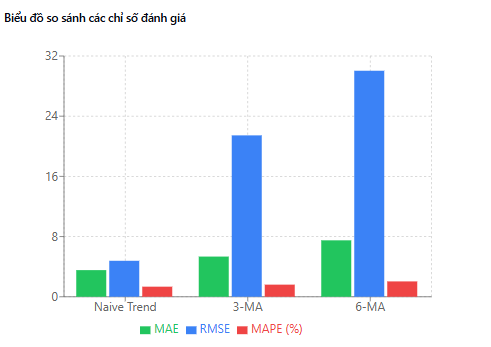 Biểu đồ so sánh các chỉ số đánh giá
32
24
16
8
0
Naive Trend 3-MA 6-MA
MAE RMSE MAPE (%)